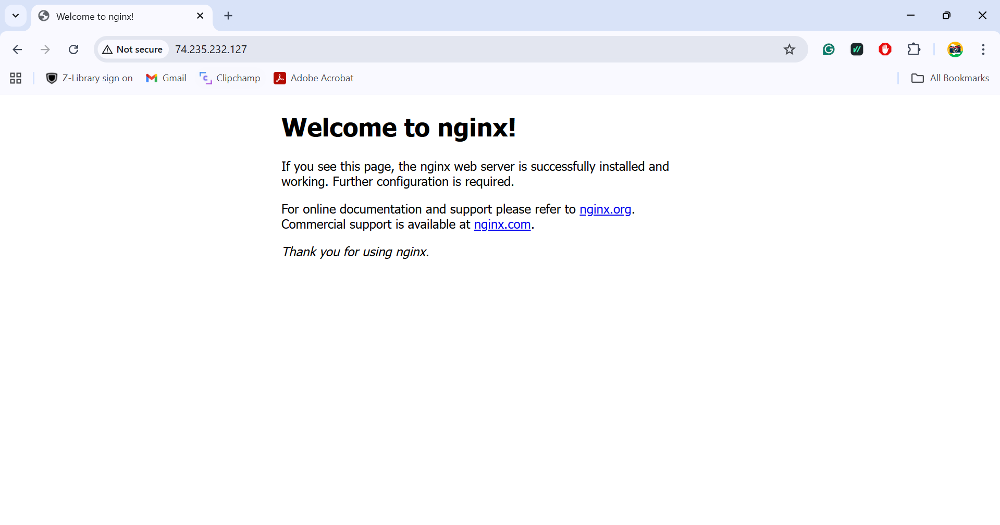 Welcome to nginx!
Not secure
74.235.232.127
Z-Library sign on
Gmail
Clipchamp
Adobe Acrobat
All Bookmarks
Welcome to nginx!
If you see this page, the nginx web server is successfully installed and
working. Further configuration is required.
For online documentation and support please refer to nginx.org.
Commercial support is available at nginx.com.
Thank you for using nginx.